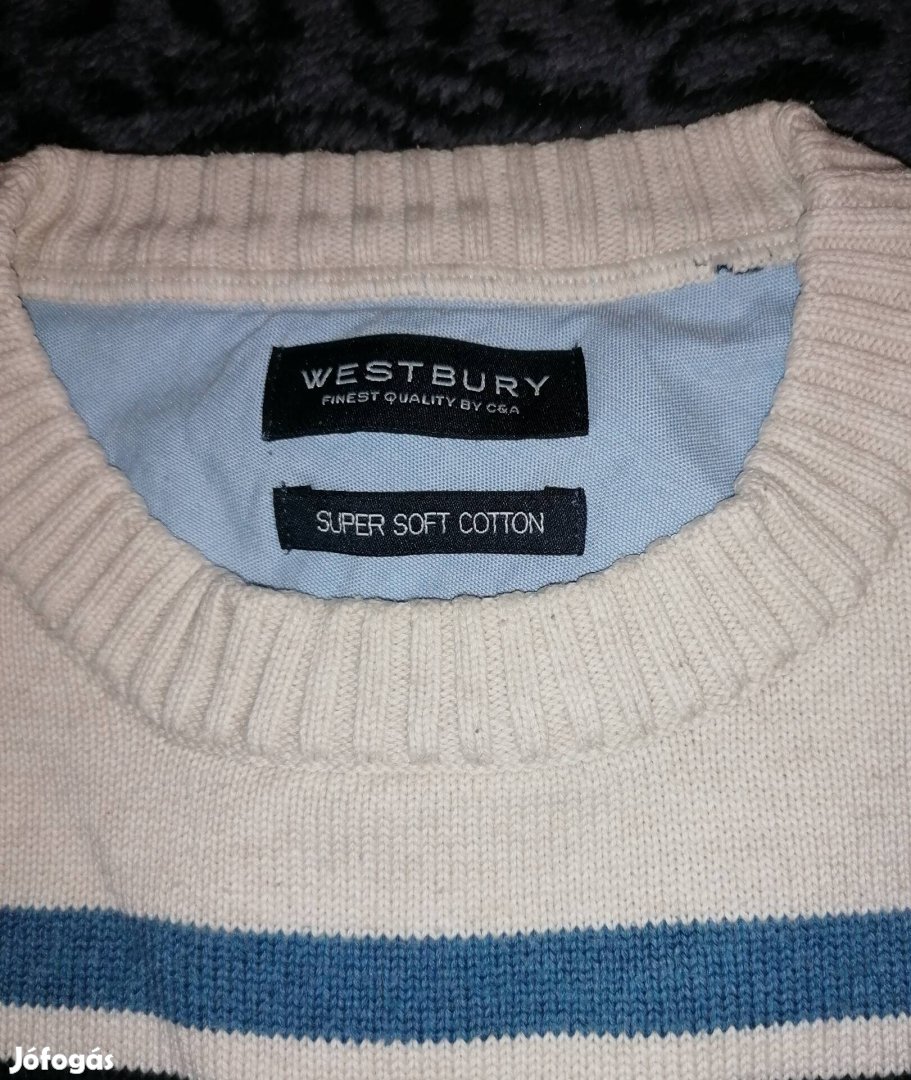 WESTBURY
FINEST QUALITY BY C&A
SUPER SOFT COTTON
Jófogás